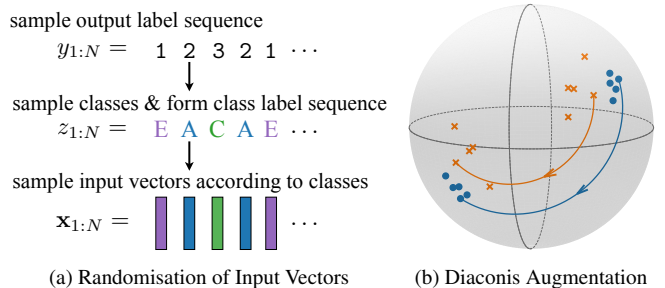 sample output label sequence
y1:N = 1 2 3 2 1 ⋯
sample classes & form class label sequence
z1:N = E A C A E ⋯
sample input vectors according to classes
x1:N = ⋯
(a) Randomisation of Input Vectors
(b) Diaconis Augmentation